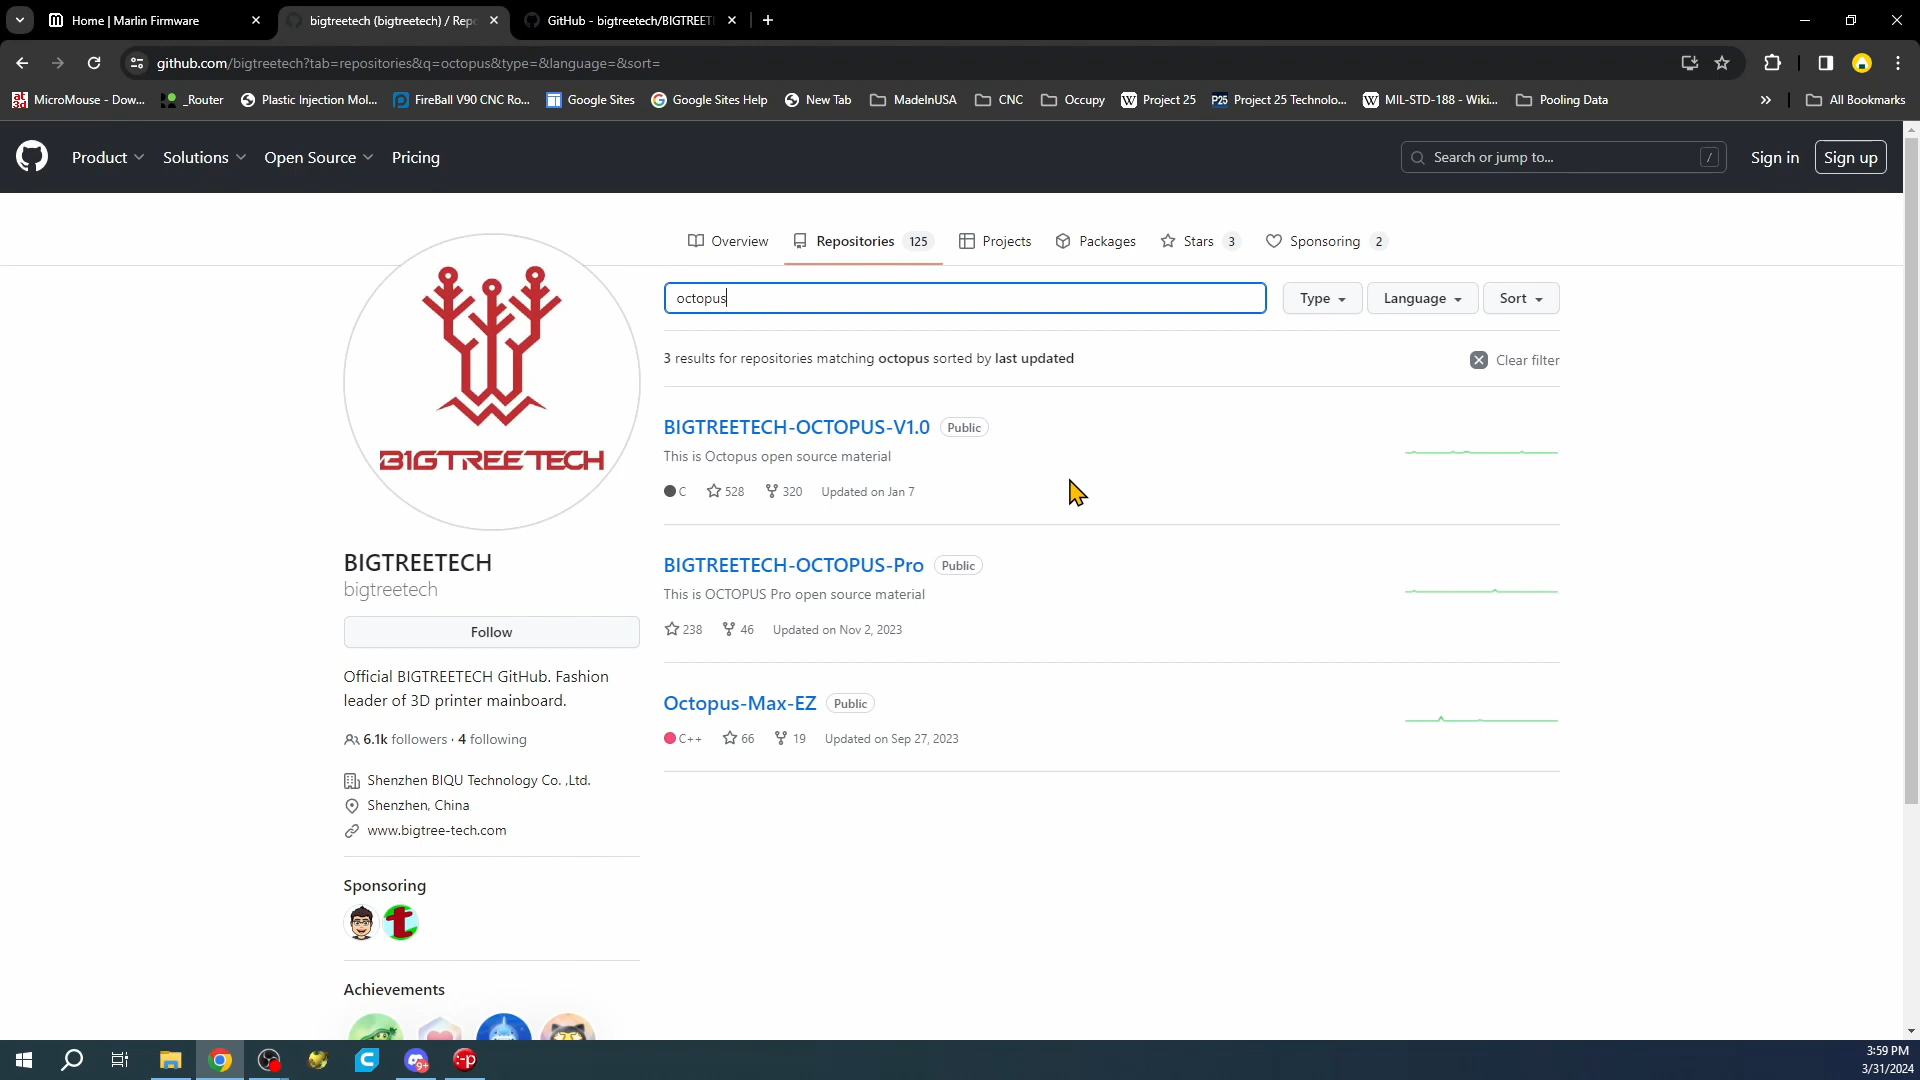 Home | Marlin Firmware
bigtreetech (bigtreetech) / Repo
GitHub - bigtreetech/BIGTREET
github.com/bigtreetech?tab=repositories&q=octopus&type=&language=&sort=
MicroMouse - Dow...
_Router
Plastic Injection Mol...
FireBall V90 CNC Ro...
Google Sites
Google Sites Help
New Tab
MadeInUSA
CNC
Occupy
Project 25
P25 Project 25 Technolo...
MIL-STD-188 - Wiki...
Pooling Data
»
All Bookmarks
Product
Solutions
Open Source
Pricing
Search or jump to...
/
Sign in
Sign up
Overview
Repositories 125
Projects
Packages
Stars 3
Sponsoring 2
octopus
Type
Language
Sort
3 results for repositories matching octopus sorted by last updated
Clear filter
BIGTREETECH-OCTOPUS-V1.0 Public
This is Octopus open source material
C 528 320 Updated on Jan 7
BIGTREETECH-OCTOPUS-Pro Public
This is OCTOPUS Pro open source material
238 46 Updated on Nov 2, 2023
Octopus-Max-EZ Public
C++ 66 19 Updated on Sep 27, 2023
BIGTREETECH
BIGTREETECH
bigtreetech
Follow
Official BIGTREETECH GitHub. Fashion
leader of 3D printer mainboard.
6.1k followers · 4 following
Shenzhen BIQU Technology Co. ,Ltd.
Shenzhen, China
www.bigtree-tech.com
Sponsoring
t
Achievements
9+
:-p
3:59 PM
3/31/2024